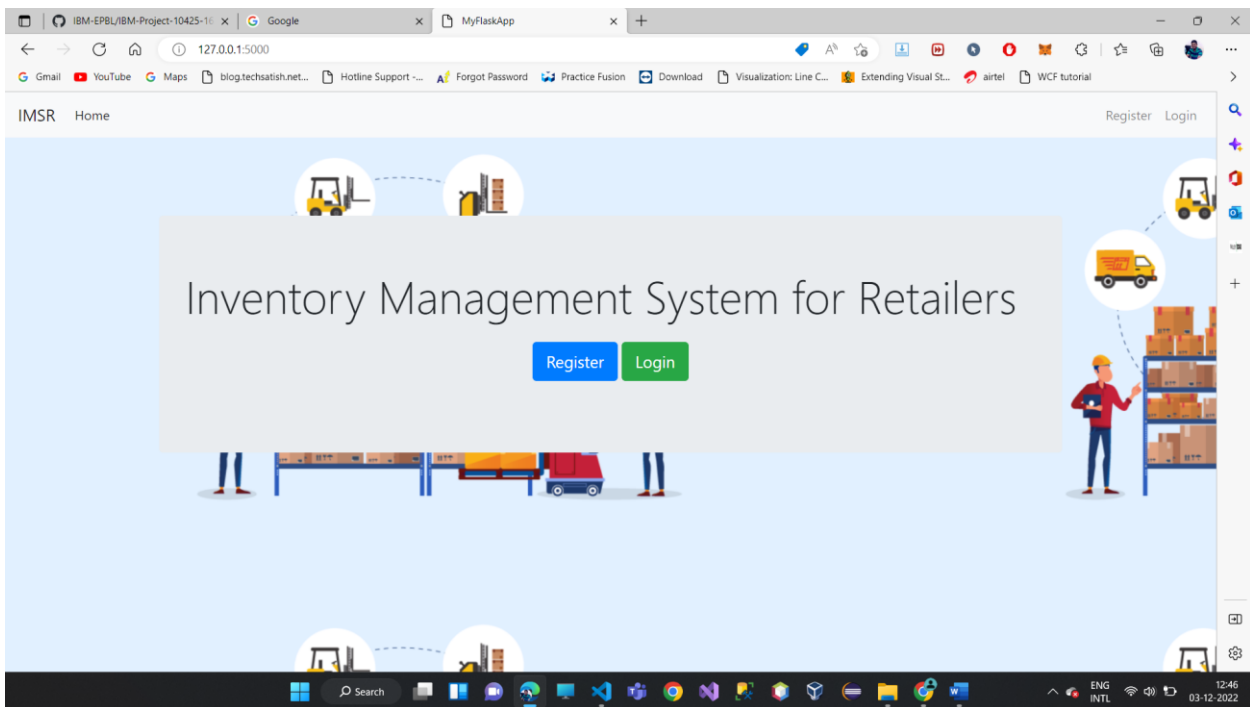 IBM-EPBL/IBM-Project-10425-16
Google
MyFlaskApp
127.0.0.1:5000
Gmail YouTube Maps blog.techsatish.net... Hotline Support -... Forgot Password Practice Fusion Download Visualization: Line C... Extending Visual St... airtel WCF tutorial
IMSR Home Register Login
Inventory Management System for Retailers
Register Login
Search
ENG
INTL
12:46
03-12-2022